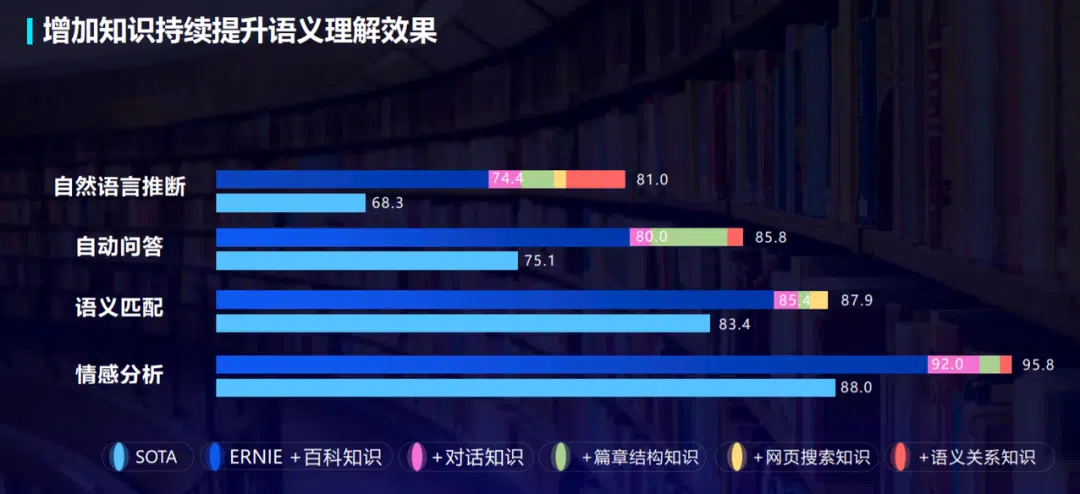 增加知识持续提升语义理解效果
自然语言推断
74.4
81.0
68.3
自动问答
80.0
85.8
75.1
语义匹配
85.4
87.9
83.4
情感分析
92.0
95.8
88.0
SOTA
ERNIE +百科知识
+对话知识
+篇章结构知识
+网页搜索知识
+语义关系知识